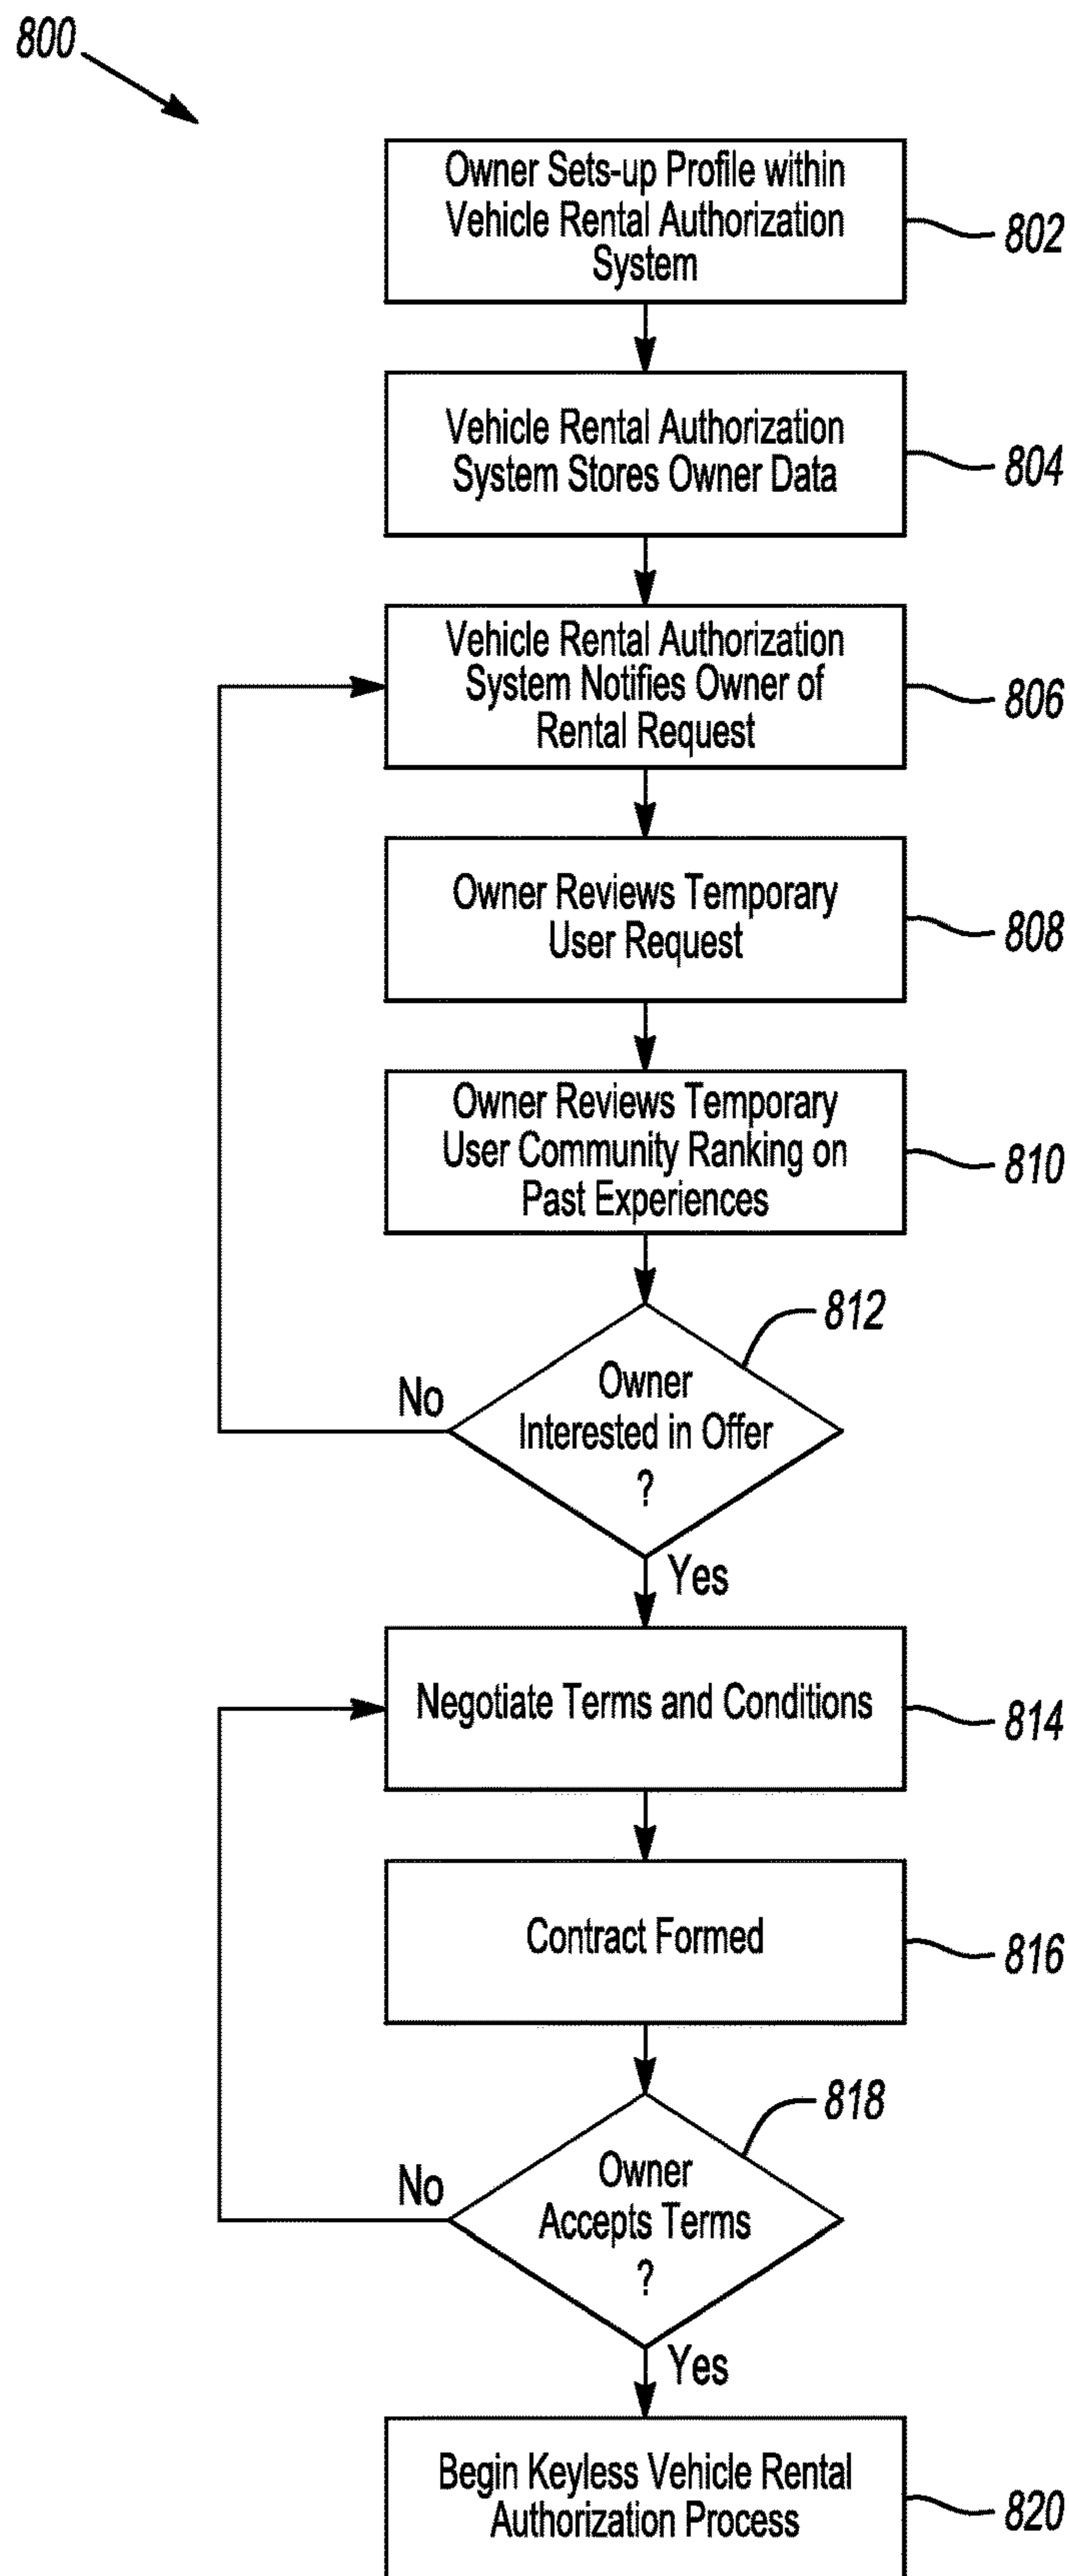 800
Owner Sets-up Profile within
Vehicle Rental Authorization
System
802
Vehicle Rental Authorization
System Stores Owner Data
804
Vehicle Rental Authorization
System Notifies Owner of
Rental Request
806
Owner Reviews Temporary
User Request
808
Owner Reviews Temporary
User Community Ranking on
Past Experiences
810
812
Owner
Interested in Offer
?
No
Yes
Negotiate Terms and Conditions
814
Contract Formed
816
818
Owner
Accepts Terms
?
No
Yes
Begin Keyless Vehicle Rental
Authorization Process
820